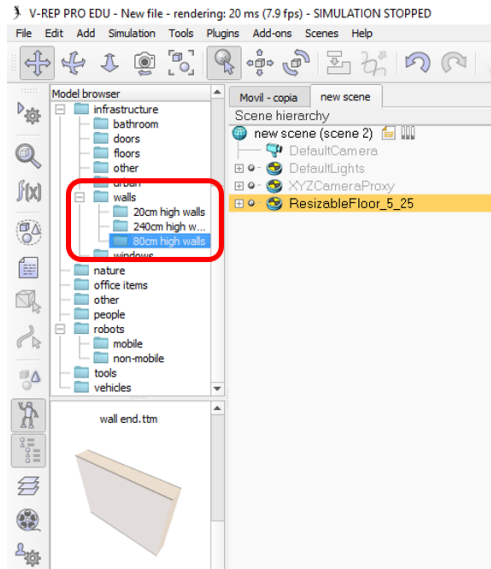 V-REP PRO EDU - New file - rendering: 20 ms (7.9 fps) - SIMULATION STOPPED
File Edit Add Simulation Tools Plugins Add-ons Scenes Help
Model browser
infrastructure
bathroom
doors
floors
other
urban
walls
20cm high walls
240cm high w...
80cm high walls
windows
nature
office items
other
people
robots
mobile
non-mobile
tools
vehicles
wall end.ttm
Movil - copia new scene
Scene hierarchy
new scene (scene 2)
DefaultCamera
DefaultLights
XYZCameraProxy
ResizableFloor_5_25
f(x)